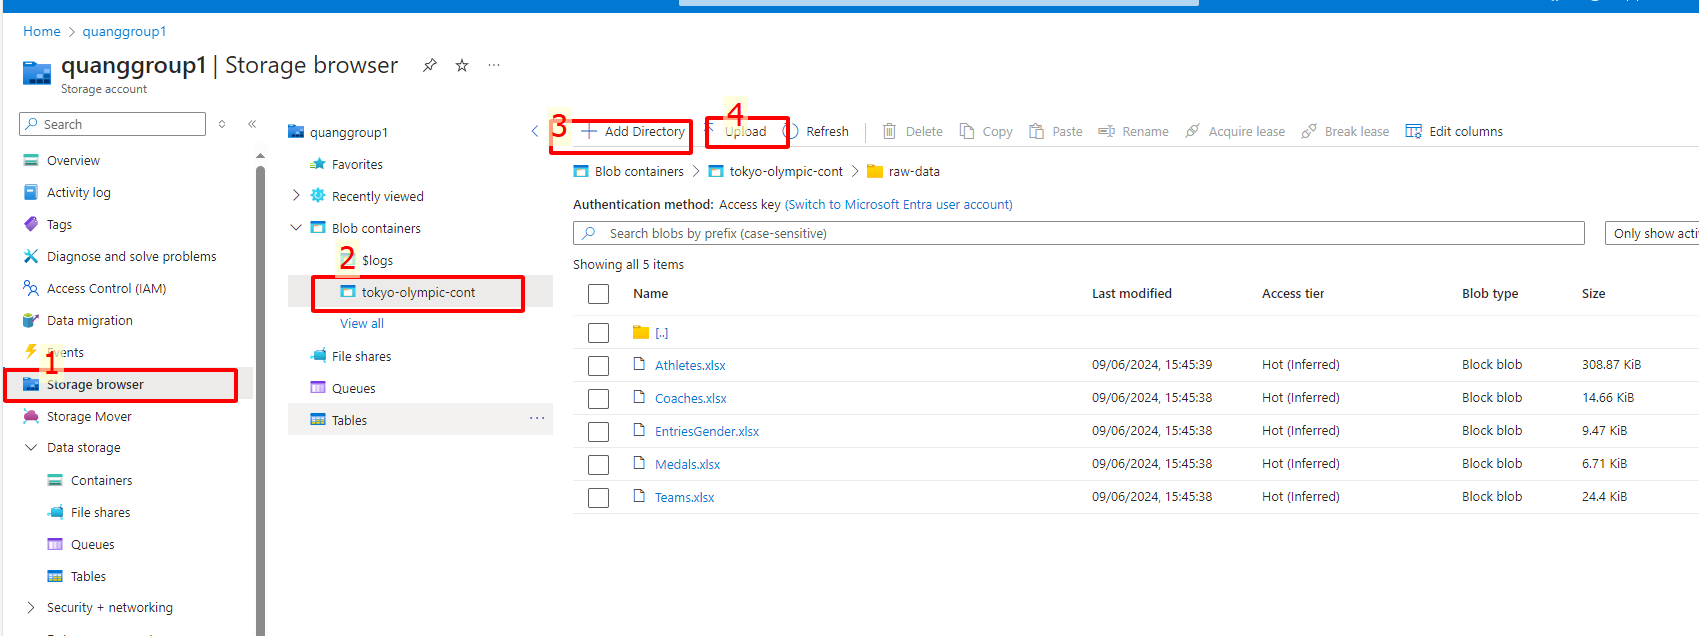 Home > quanggroup1
quanggroup1 | Storage browser ...
Storage account
Search
Overview
Activity log
Tags
Diagnose and solve problems
Access Control (IAM)
Data migration
Events
1
Storage browser
Storage Mover
Data storage
Containers
File shares
Queues
Tables
Security + networking
quanggroup1
Favorites
Recently viewed
Blob containers
2
$logs
tokyo-olympic-cont
View all
File shares
Queues
Tables ...
3 + Add Directory 4 Upload Refresh Delete Copy Paste Rename Acquire lease Break lease Edit columns
Blob containers > tokyo-olympic-cont > raw-data
Authentication method: Access key (Switch to Microsoft Entra user account)
Search blobs by prefix (case-sensitive) Only show acti
Showing all 5 items
Name Last modified Access tier Blob type Size
[..]
Athletes.xlsx 09/06/2024, 15:45:39 Hot (Inferred) Block blob 308.87 KiB
Coaches.xlsx 09/06/2024, 15:45:38 Hot (Inferred) Block blob 14.66 KiB
EntriesGender.xlsx 09/06/2024, 15:45:38 Hot (Inferred) Block blob 9.47 KiB
Medals.xlsx 09/06/2024, 15:45:38 Hot (Inferred) Block blob 6.71 KiB
Teams.xlsx 09/06/2024, 15:45:38 Hot (Inferred) Block blob 24.4 KiB